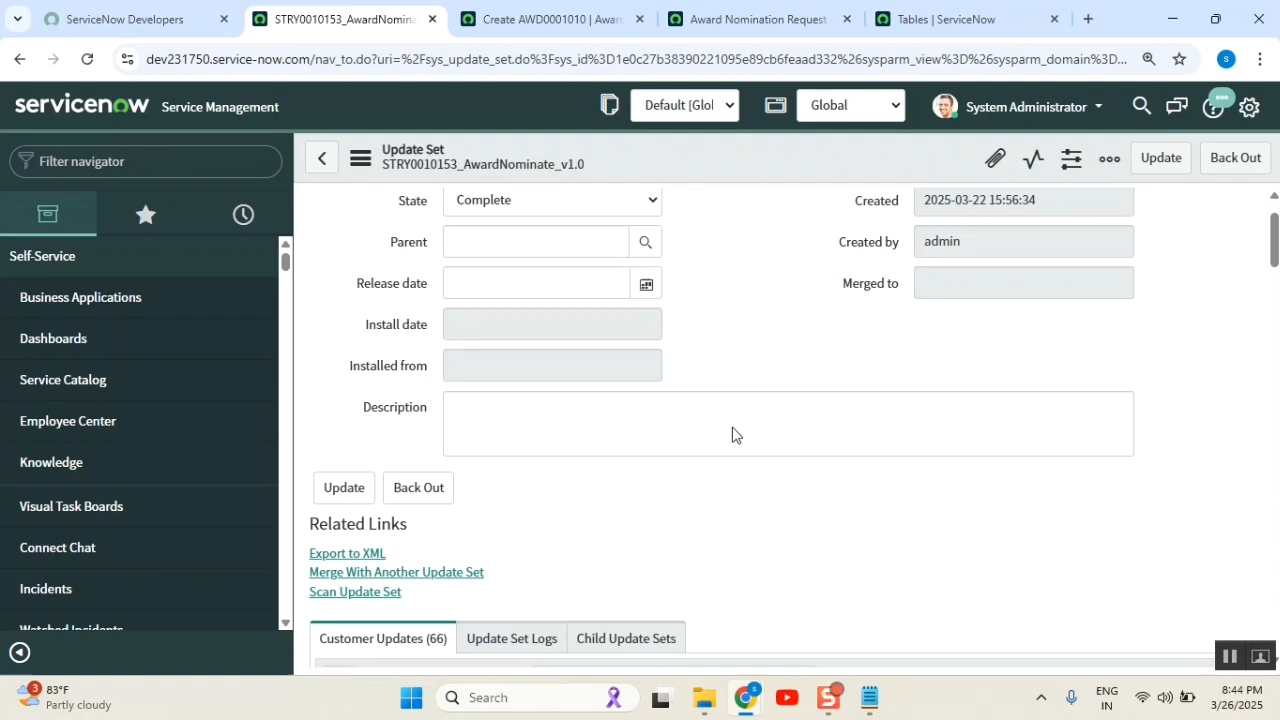 ServiceNow Developers
STRY0010153_AwardNomina
Create AWD0001010 | Awar
Award Nomination Request
Tables | ServiceNow
dev231750.service-now.com/nav_to.do?uri=%2Fsys_update_set.do%3Fsys_id%3D1e0c27b38390221095e89cb6feaad332%26sysparm_view%3D%26sysparm_domain%3D...
S
servicenow Service Management
Default [Glol
Global
System Administrator
Filter navigator
Update Set
STRY0010153_AwardNominate_v1.0
Update
Back Out
Self-Service
Business Applications
Dashboards
Service Catalog
Employee Center
Knowledge
Visual Task Boards
Connect Chat
Incidents
Watched Incidents
State
Complete
Created
2025-03-22 15:56:34
Parent
Created by
admin
Release date
Merged to
Install date
Installed from
Description
Update
Back Out
Related Links
Export to XML
Merge With Another Update Set
Scan Update Set
Customer Updates (66)
Update Set Logs
Child Update Sets
3
83°F
Partly cloudy
Search
S
ENG
IN
8:44 PM
3/26/2025